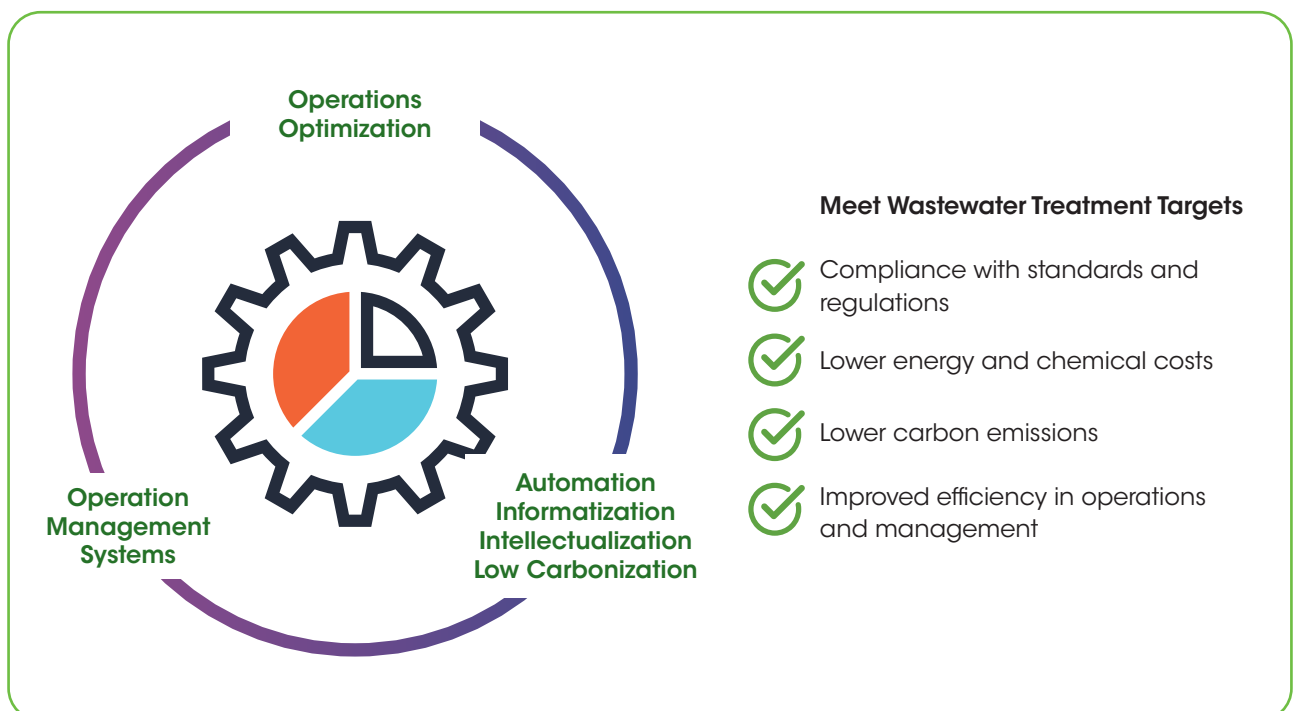 Operations
Optimization
Operation
Management
Systems
Automation
Informatization
Intellectualization
Low Carbonization
Meet Wastewater Treatment Targets
Compliance with standards and
regulations
Lower energy and chemical costs
Lower carbon emissions
Improved efficiency in operations
and management